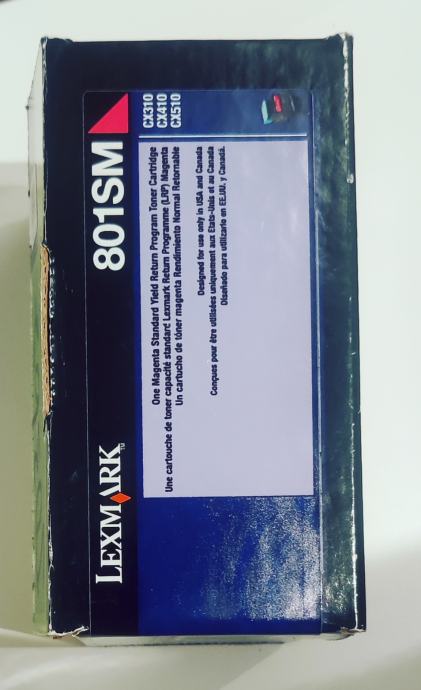 LEXMARK™
801SM
CX310
CX410
CX510
One Magenta Standard Yield Return Program Toner Cartridge
Une cartouche de toner capacité standard Lexmark Return Programme (LRP) Magenta
Un cartucho de tóner magenta Rendimiento Normal Retornable
Designed for use only in USA and Canada
Conçues pour être utilisées uniquement aux Etats-Unis et au Canada
Diseñado para utilizarlo en EE.UU. y Canadá.